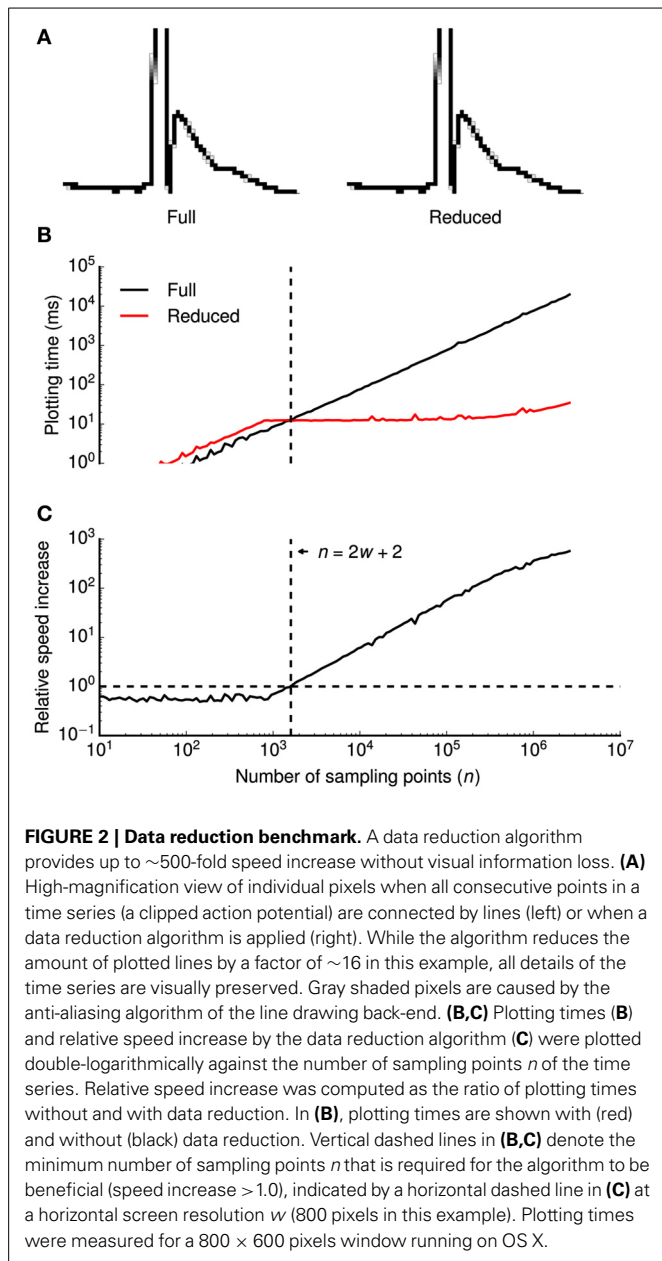 A
Full
Reduced
B
10^5
10^4
10^3
10^2
10^1
10^0
Plotting time (ms)
Full
Reduced
C
10^3
10^2
10^1
10^0
10^-1
Relative speed increase
n = 2w + 2
10^1 10^2 10^3 10^4 10^5 10^6 10^7
Number of sampling points (n)
FIGURE 2 | Data reduction benchmark. A data reduction algorithm
provides up to ∼500-fold speed increase without visual information loss. (A)
High-magnification view of individual pixels when all consecutive points in a
time series (a clipped action potential) are connected by lines (left) or when a
data reduction algorithm is applied (right). While the algorithm reduces the
amount of plotted lines by a factor of ∼16 in this example, all details of the
time series are visually preserved. Gray shaded pixels are caused by the
anti-aliasing algorithm of the line drawing back-end. (B,C) Plotting times (B)
and relative speed increase by the data reduction algorithm (C) were plotted
double-logarithmically against the number of sampling points n of the time
series. Relative speed increase was computed as the ratio of plotting times
without and with data reduction. In (B), plotting times are shown with (red)
and without (black) data reduction. Vertical dashed lines in (B,C) denote the
minimum number of sampling points n that is required for the algorithm to be
beneficial (speed increase >1.0), indicated by a horizontal dashed line in (C) at
a horizontal screen resolution w (800 pixels in this example). Plotting times
were measured for a 800 × 600 pixels window running on OS X.